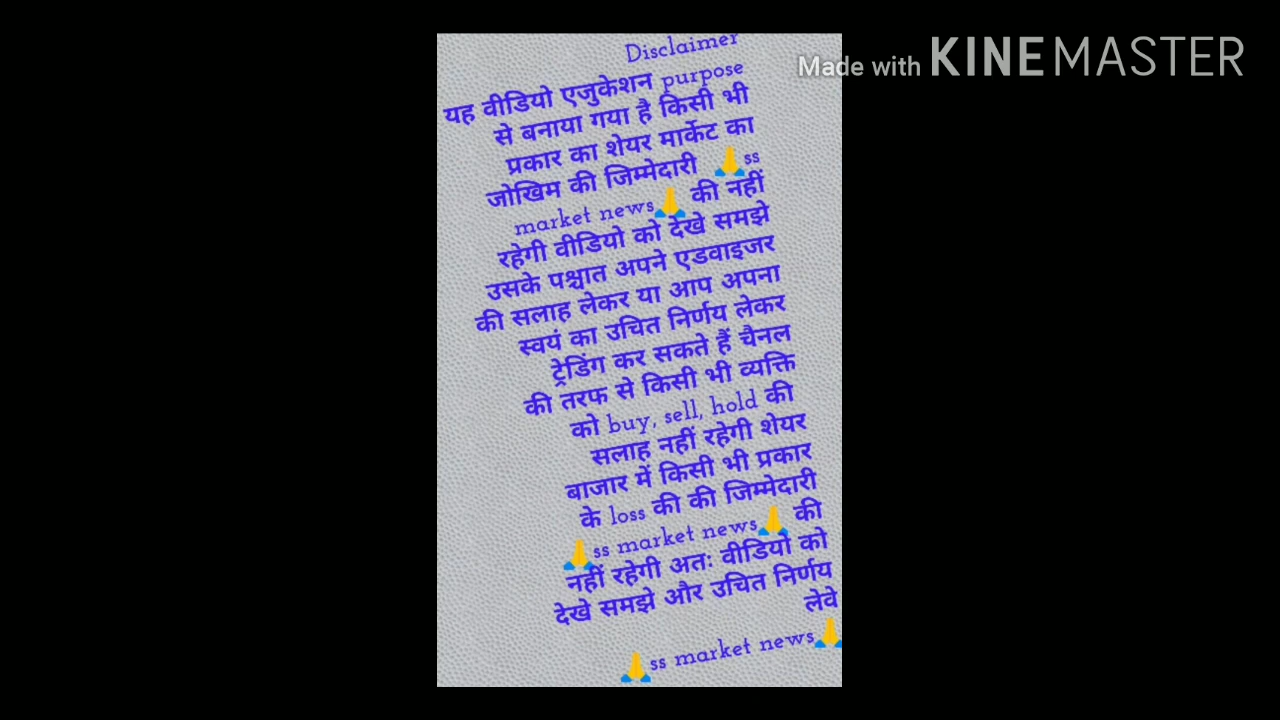 Disclaimer
Made with KINEMASTER
यह वीडियो एजुकेशन purpose
से बनाया गया है किसी भी
प्रकार का शेयर मार्केट का
जोखिम की जिम्मेदारी 🙏ss
market news🙏 की नहीं
रहेगी वीडियो को देखे समझे
उसके पश्चात अपने एडवाइजर
की सलाह लेकर या आप अपना
स्वयं का उचित निर्णय लेकर
ट्रेडिंग कर सकते हैं चैनल
की तरफ से किसी भी व्यक्ति
को buy, sell, hold की
सलाह नहीं रहेगी शेयर
बाजार में किसी भी प्रकार
के loss की की जिम्मेदारी
🙏ss market news🙏 की
नहीं रहेगी अतः वीडियो को
देखे समझे और उचित निर्णय
लेवे
🙏ss market news🙏